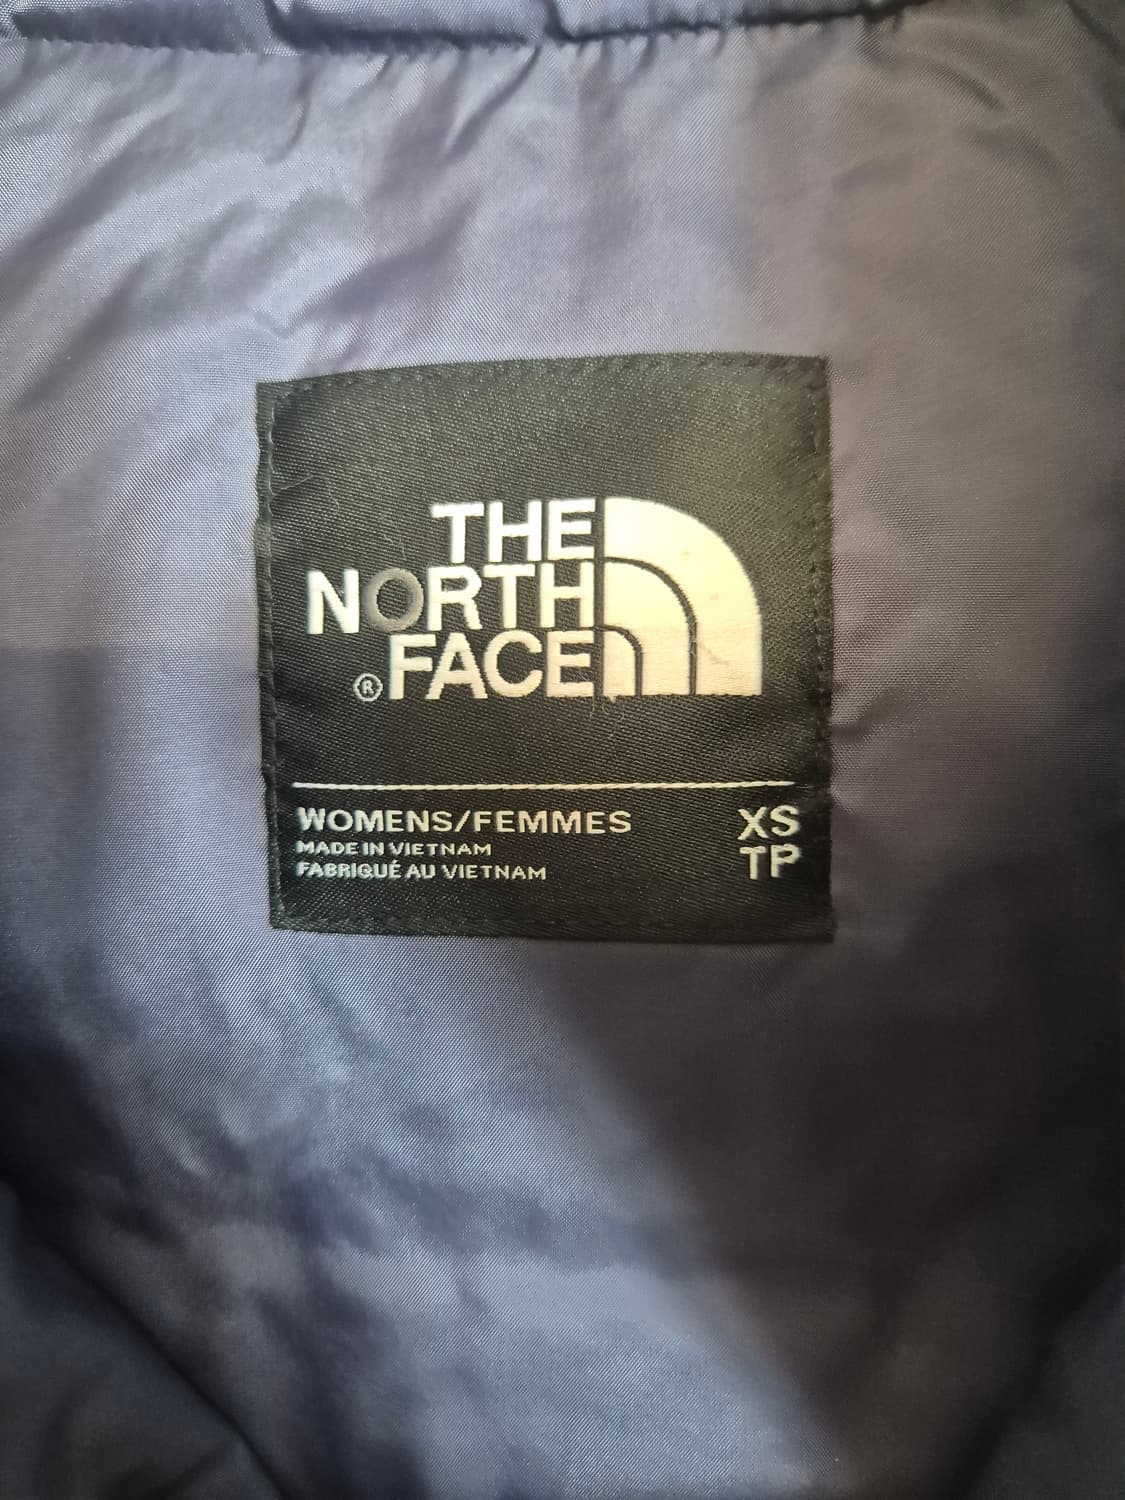 THE
NORTH
®FACE
WOMENS/FEMMES XS
MADE IN VIETNAM TP
FABRIQUÉ AU VIETNAM